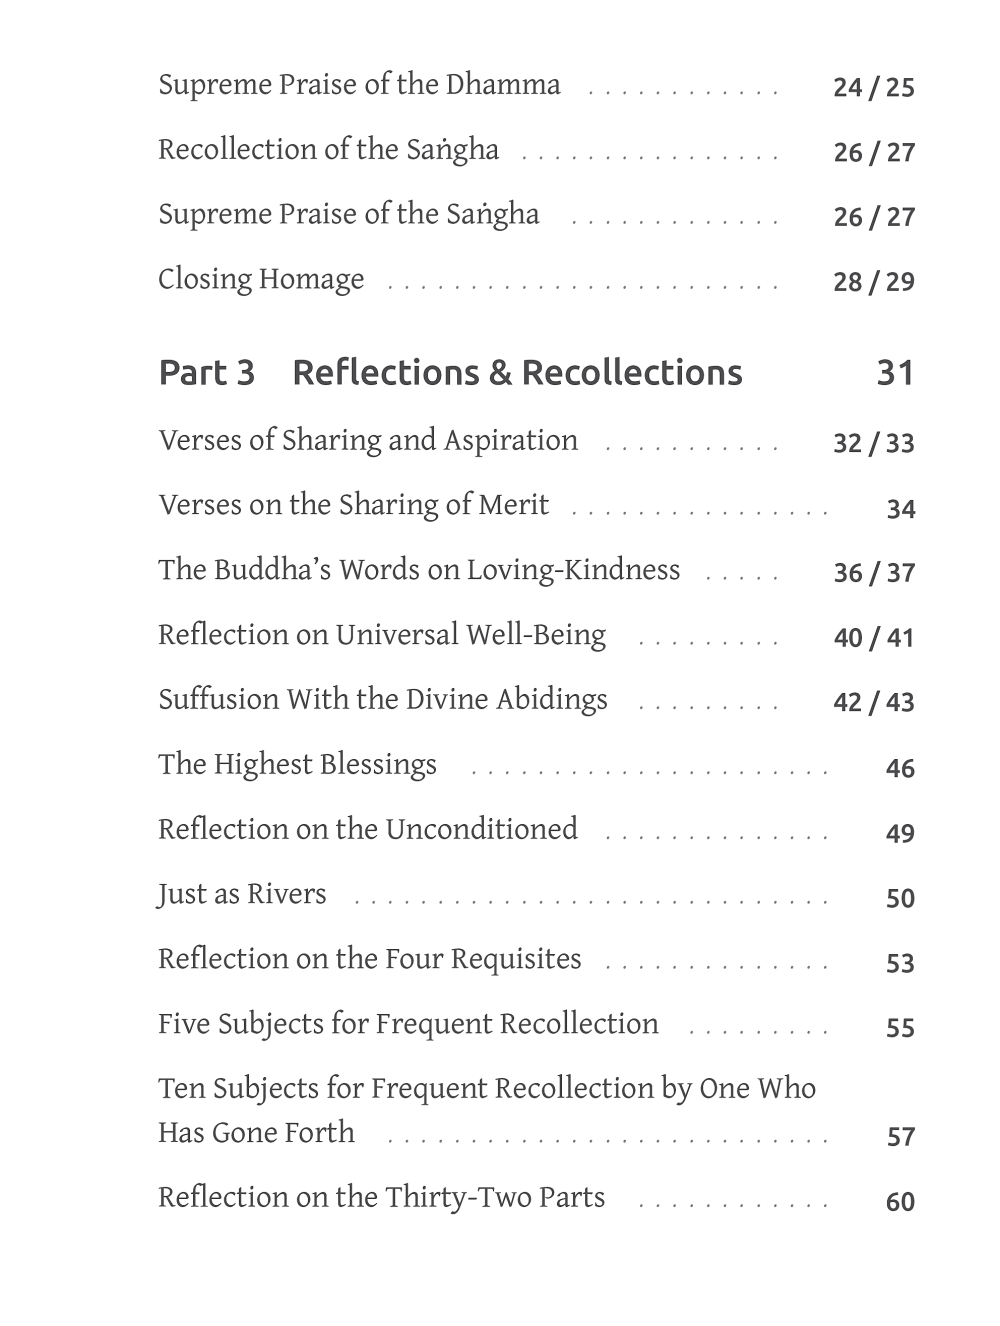 Supreme Praise of the Dhamma . . . . . . . . . . . . 24 / 25
Recollection of the Saṅgha . . . . . . . . . . . . . . . . 26 / 27
Supreme Praise of the Saṅgha . . . . . . . . . . . . . 26 / 27
Closing Homage . . . . . . . . . . . . . . . . . . . . . . . . 28 / 29
Part 3 Reflections & Recollections 31
Verses of Sharing and Aspiration . . . . . . . . . . . 32 / 33
Verses on the Sharing of Merit . . . . . . . . . . . . . . . . 34
The Buddha’s Words on Loving-Kindness . . . . . 36 / 37
Reflection on Universal Well-Being . . . . . . . . . 40 / 41
Suffusion With the Divine Abidings . . . . . . . . . 42 / 43
The Highest Blessings . . . . . . . . . . . . . . . . . . . . . . 46
Reflection on the Unconditioned . . . . . . . . . . . . . . 49
Just as Rivers . . . . . . . . . . . . . . . . . . . . . . . . . . . . . 50
Reflection on the Four Requisites . . . . . . . . . . . . . . 53
Five Subjects for Frequent Recollection . . . . . . . . . 55
Ten Subjects for Frequent Recollection by One Who
Has Gone Forth . . . . . . . . . . . . . . . . . . . . . . . . . . . 57
Reflection on the Thirty-Two Parts . . . . . . . . . . . . 60